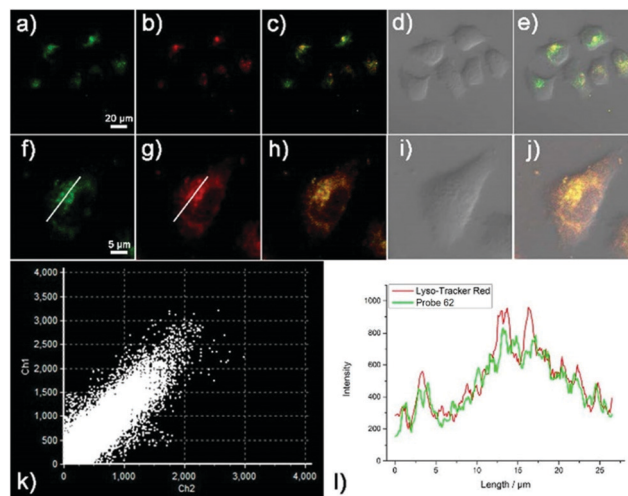 a) b) c) d) e)
20 μm
f) g) h) i) j)
5 μm
4,000
3,500
3,000
2,500
2,000
1,500
1,000
500
0
Ch1
0 1,000 2,000 3,000 4,000
Ch2
k)
Lyso-Tracker Red
Probe 62
1000
800
600
400
200
0
Intensity
0 5 10 15 20 25
Length / μm
l)